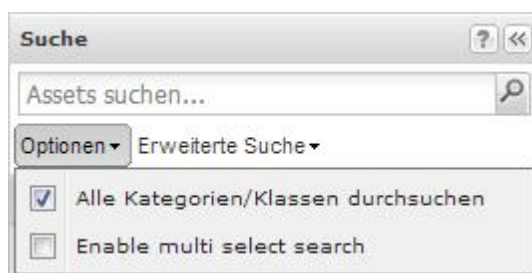 Suche ? «
Assets suchen...
Optionen Erweiterte Suche
Alle Kategorien/Klassen durchsuchen
Enable multi select search